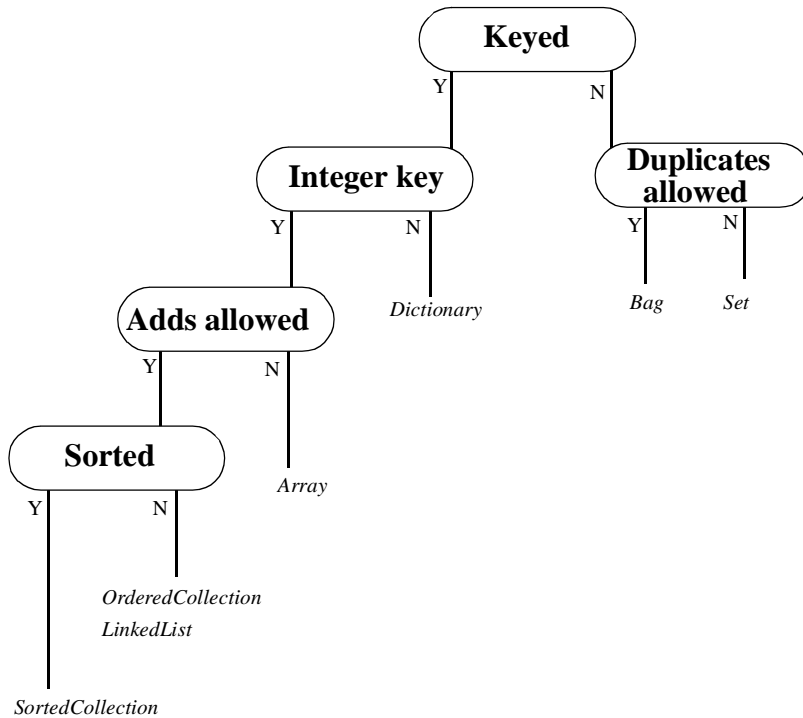 Keyed
Y
N
Integer key
Duplicates
allowed
Y
N
Y
N
Dictionary
Bag
Set
Adds allowed
Y
N
Sorted
Array
Y
N
OrderedCollection
LinkedList
SortedCollection